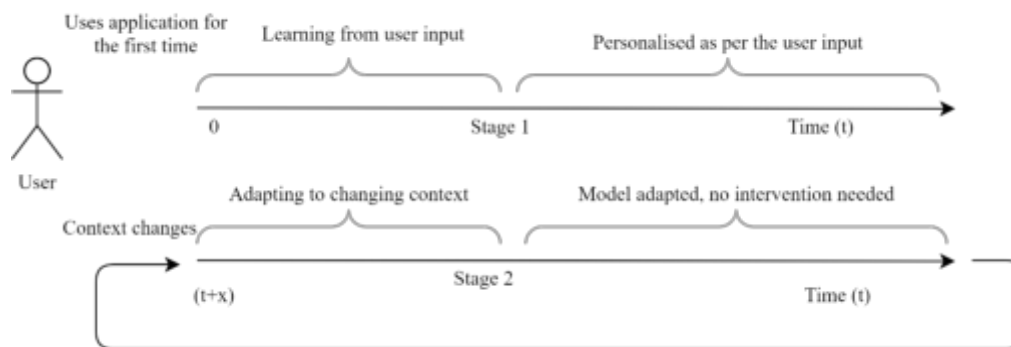 Uses application for
the first time
Learning from user input
Personalised as per the user input
0
Stage 1
Time (t)
User
Adapting to changing context
Model adapted, no intervention needed
Context changes
Stage 2
(t+x)
Time (t)